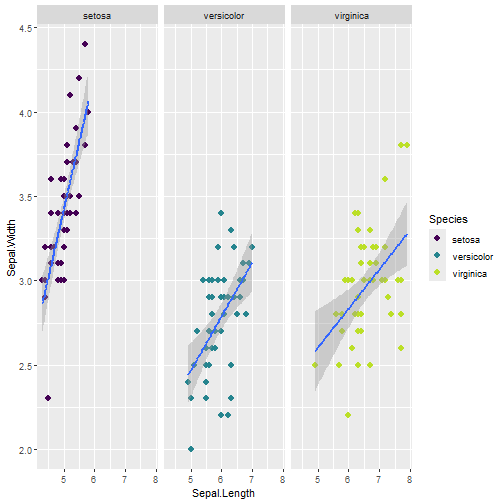 setosa versicolor virginica
4.5
4.0
3.5
3.0
2.5
2.0
Sepal.Width
5 6 7 8 5 6 7 8 5 6 7 8
Sepal.Length
Species
setosa
versicolor
virginica